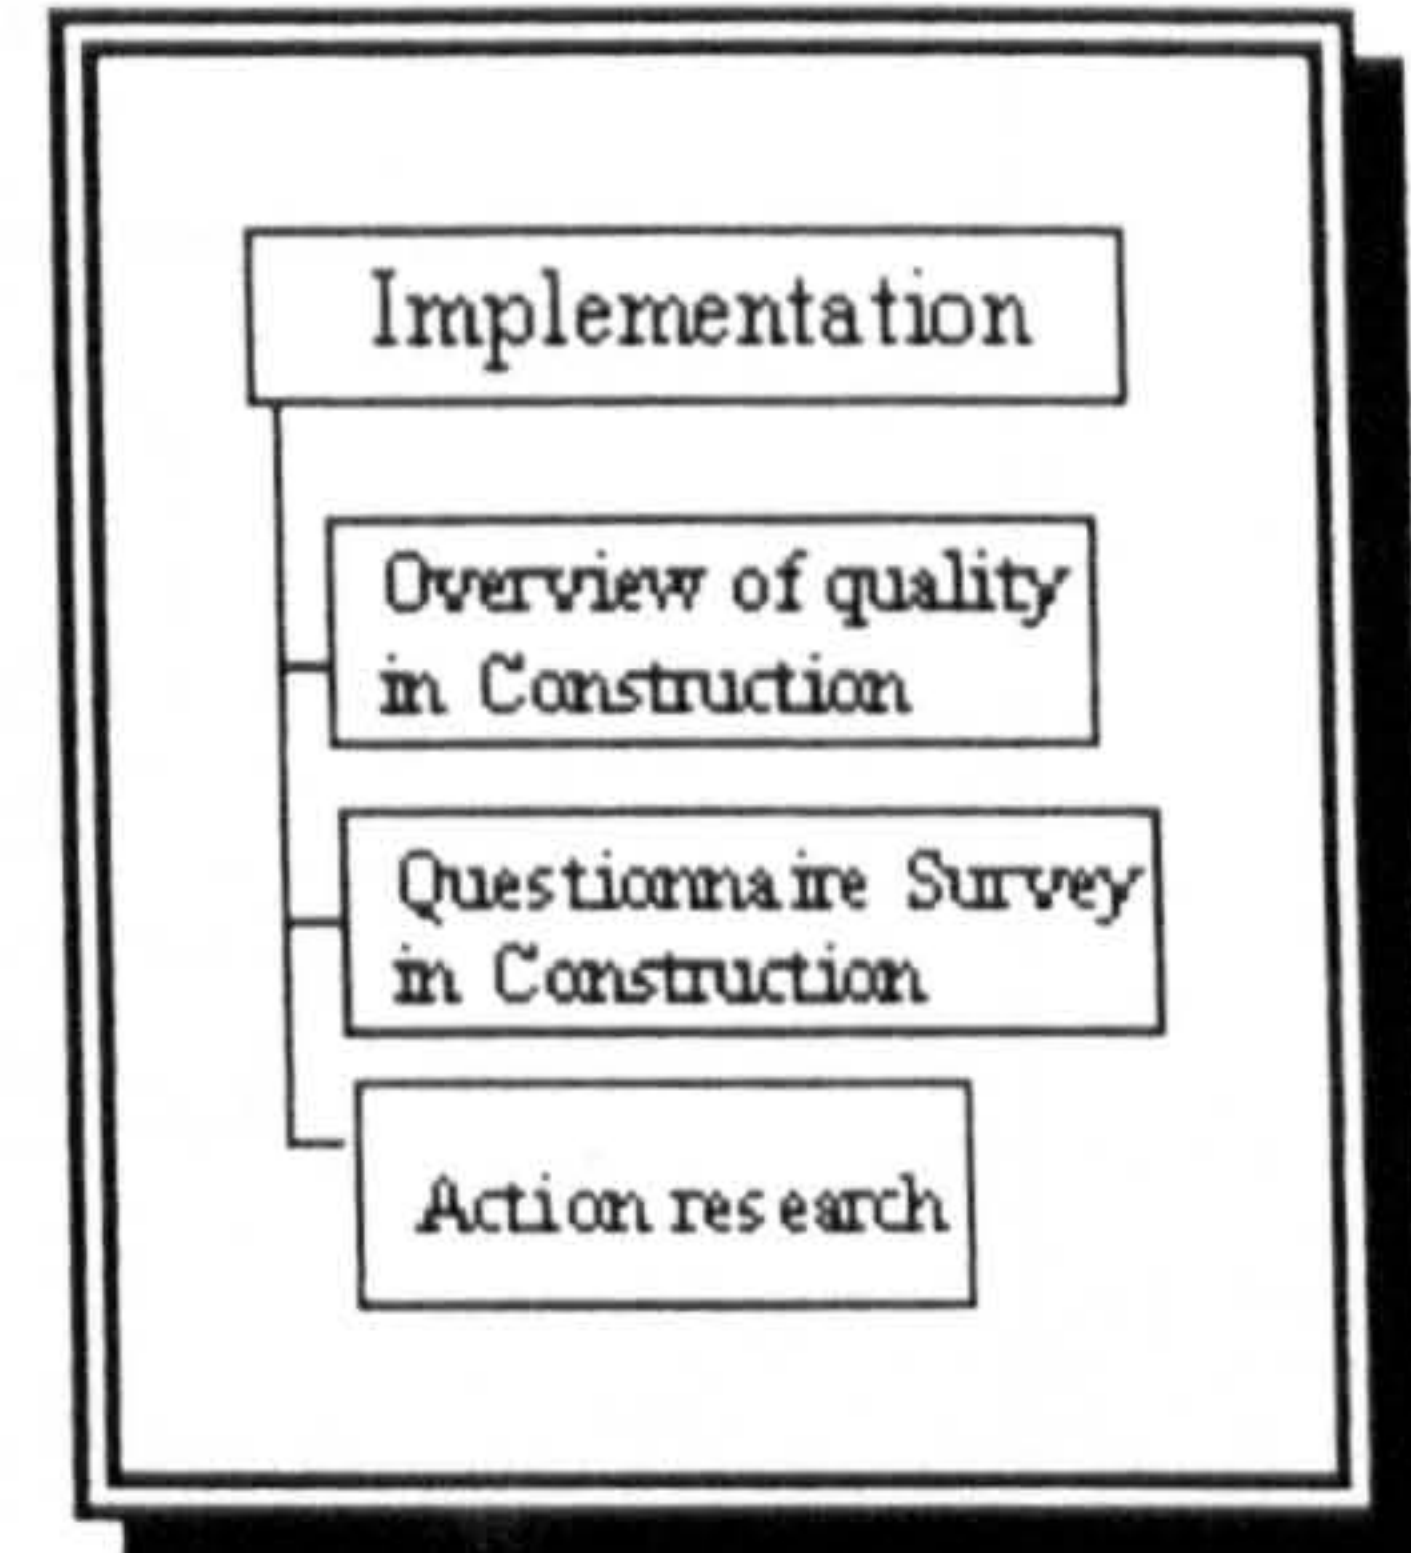 Implementation
Overview of quality
in Construction
Questionnaire Survey
in Construction
Action research